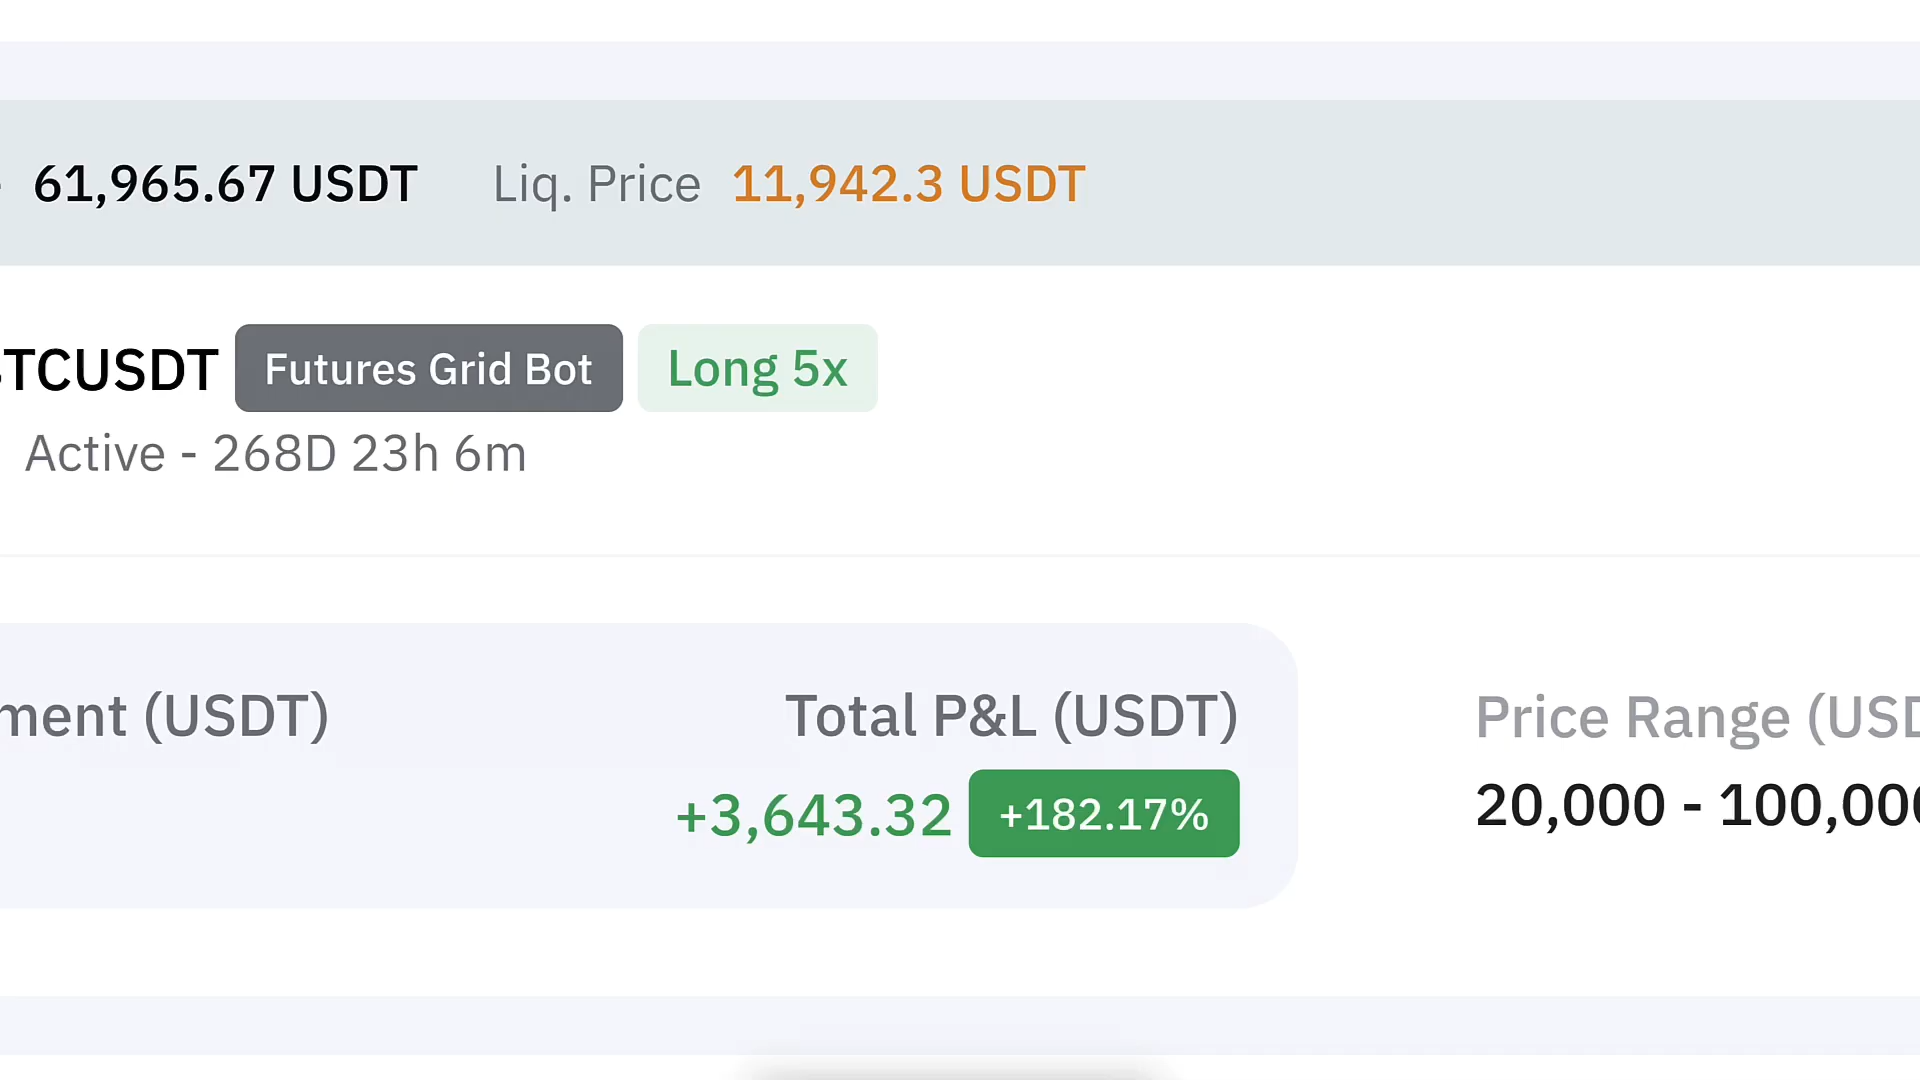 61,965.67 USDT Liq. Price 11,942.3 USDT
TCUSDT Futures Grid Bot Long 5x
Active - 268D 23h 6m
ment (USDT) Total P&L (USDT) Price Range (USD
+3,643.32 +182.17% 20,000 - 100,000